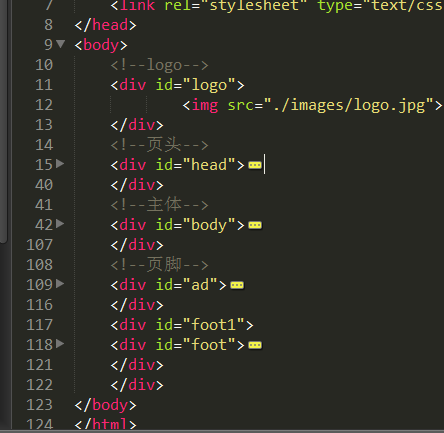 7 <link rel="stylesheet" type="text/css
8 </head>
9 <body>
10 <!--logo-->
11 <div id="logo">
12 <img src="./images/logo.jpg">
13 </div>
14 <!--页头-->
15 <div id="head">
40 </div>
41 <!--主体-->
42 <div id="body">
107 </div>
108 <!--页脚-->
109 <div id="ad">
116 </div>
117 <div id="foot1">
118 <div id="foot">
121 </div>
122 </div>
123 </body>
124 </html>